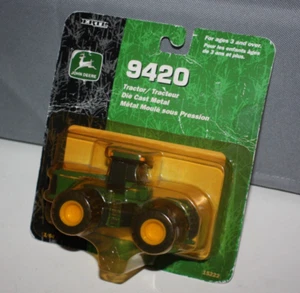 ERTL
For ages 3 and over.
Pour les enfants âgés
de 3 ans et plus.
JOHN DEERE
9420
Tractor/Tracteur
Die Cast Metal
Métal Moulé sous Pression